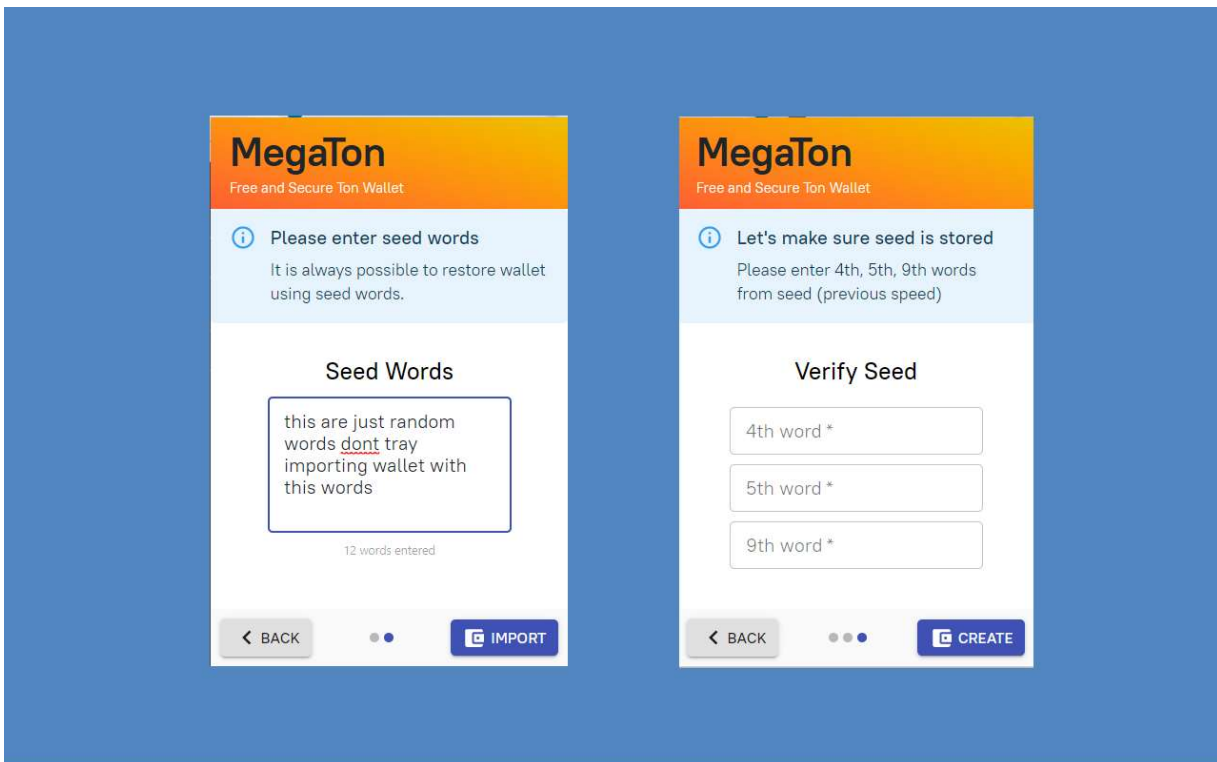 MegaTon
Free and Secure Ton Wallet
Please enter seed words
It is always possible to restore wallet
using seed words.
Seed Words
this are just random
words dont tray
importing wallet with
this words
12 words entered
BACK
IMPORT
MegaTon
Free and Secure Ton Wallet
Let's make sure seed is stored
Please enter 4th, 5th, 9th words
from seed (previous speed)
Verify Seed
4th word *
5th word *
9th word *
BACK
CREATE